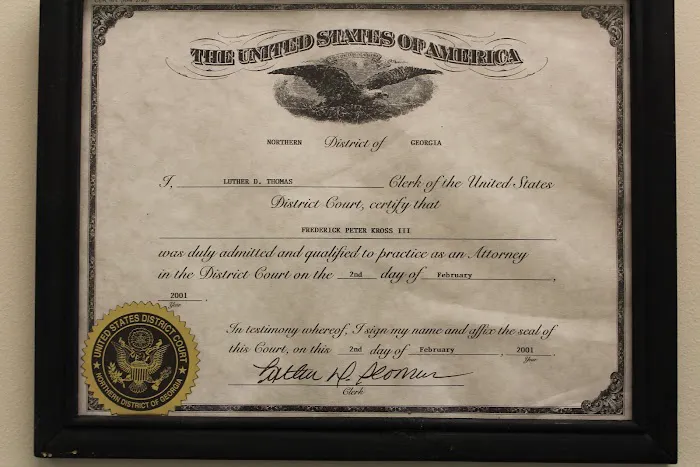 THE UNITED STATES OF AMERICA
NORTHERN District of GEORGIA
I, LUTHER D. THOMAS Clerk of the United States
District Court, certify that
FREDERICK PETER KROSS III
was duly admitted and qualified to practice as an Attorney
in the District Court on the 2nd day of February,
2001.
Year
In testimony whereof, I sign my name and affix the seal of
this Court, on this 2nd day of February, 2001.
Year
Luther D. Thomas
Clerk
UNITED STATES DISTRICT COURT
NORTHERN DISTRICT OF GEORGIA